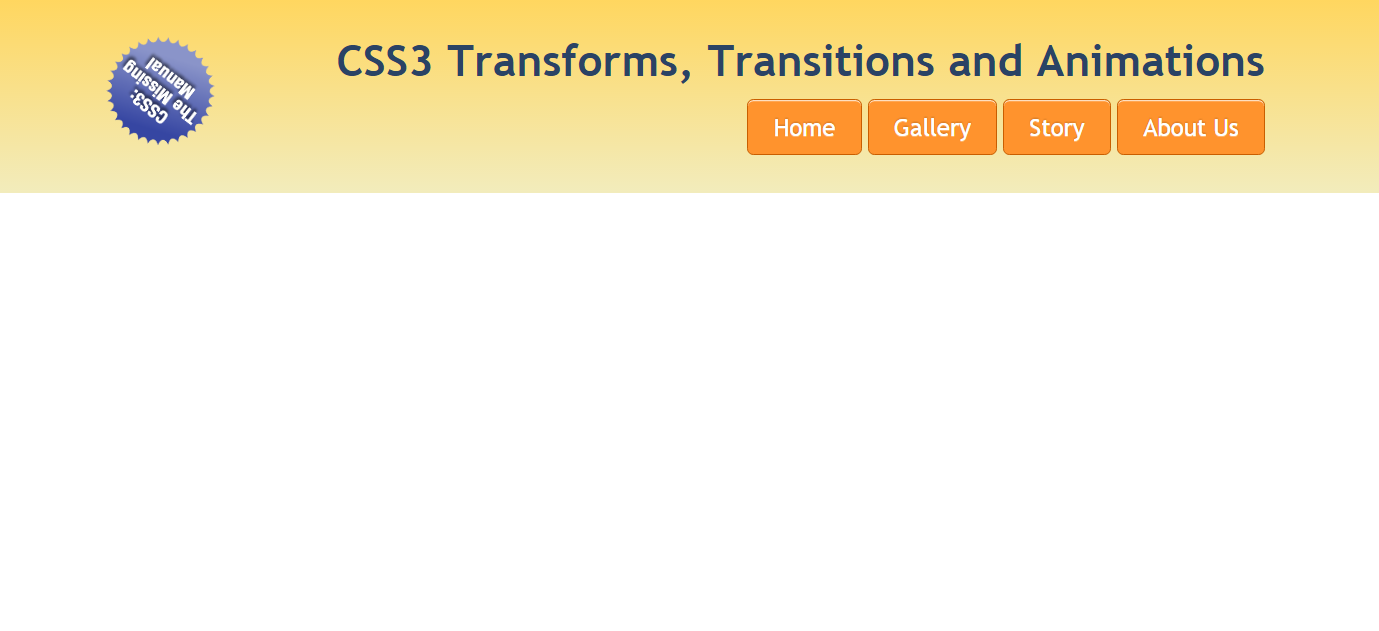 CSS3:
The Missing
Manual
CSS3 Transforms, Transitions and Animations
Home Gallery Story About Us